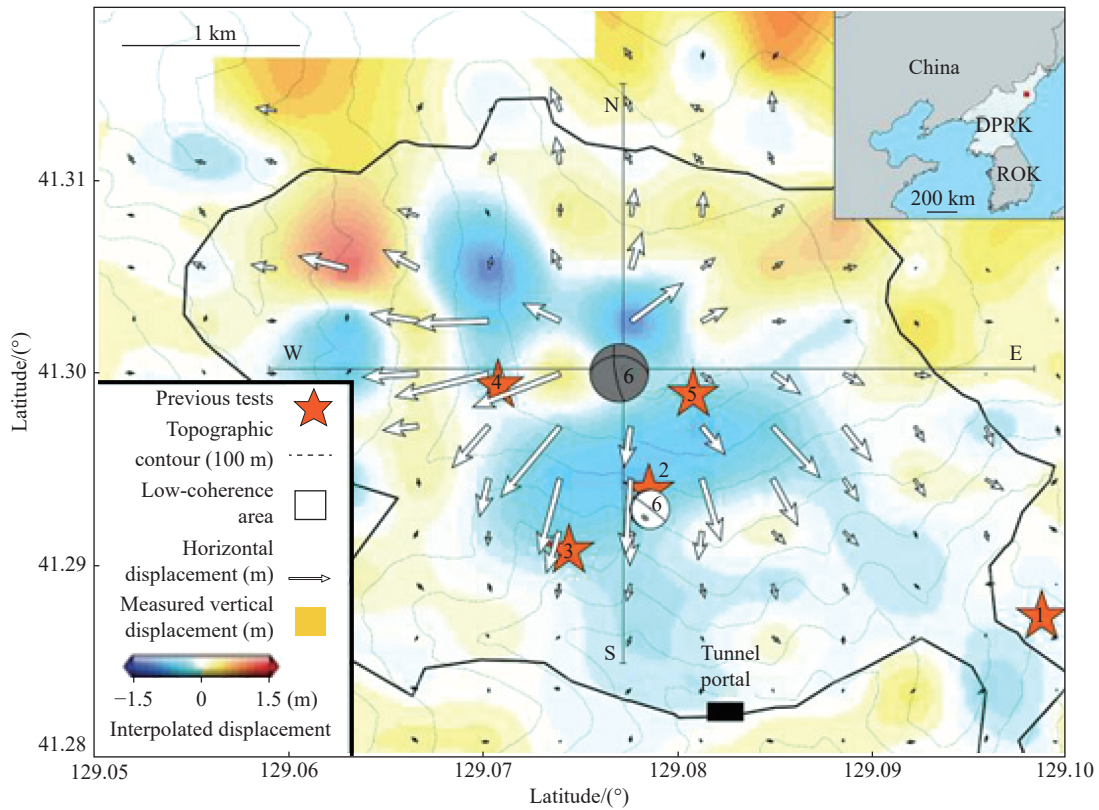 1 km
N
China
DPRK
ROK
200 km
41.31
41.30
41.29
41.28
Latitude/(°)
W
E
6
4
5
2
6
3
1
S
Tunnel
portal
Previous tests
Topographic
contour (100 m)
Low-coherence
area
Horizontal
displacement (m)
Measured vertical
displacement (m)
−1.5 0 1.5 (m)
Interpolated displacement
129.05 129.06 129.07 129.08 129.09 129.10
Latitude/(°)